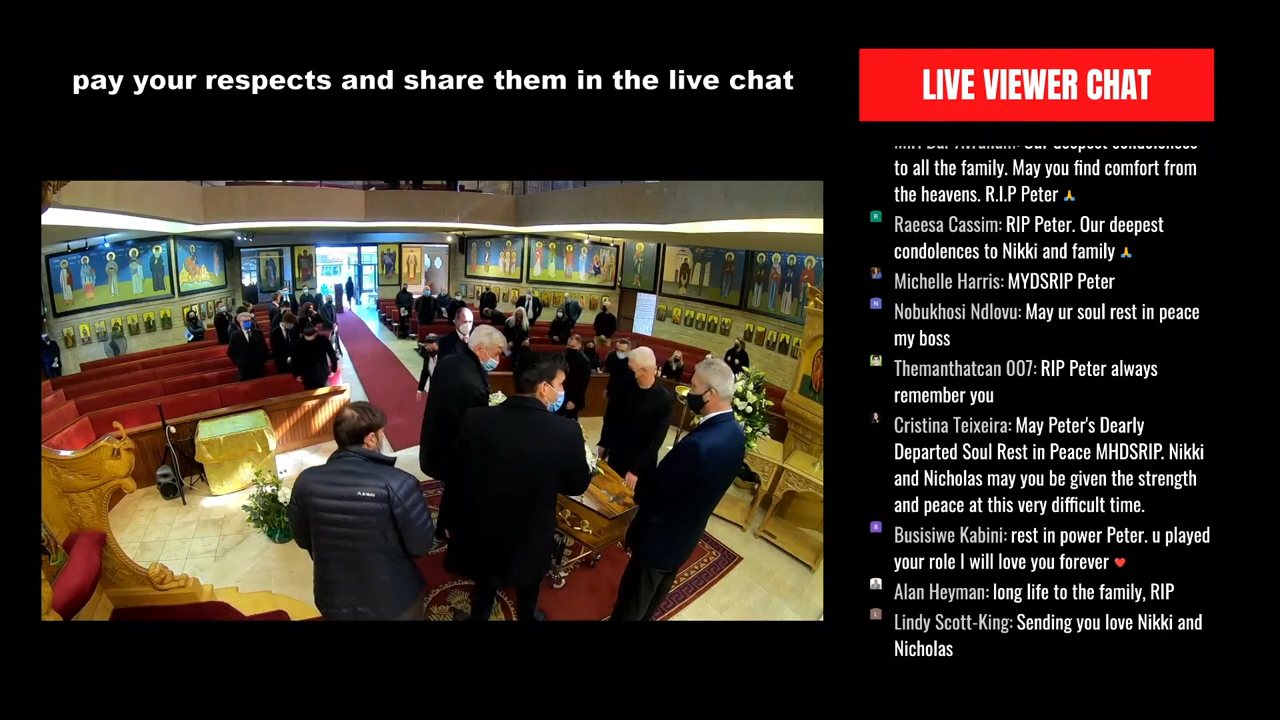 pay your respects and share them in the live chat
LIVE VIEWER CHAT
to all the family. May you find comfort from
the heavens. R.I.P Peter 🙏
R Raeesa Cassim: RIP Peter. Our deepest
condolences to Nikki and family 🙏
Michelle Harris: MYDSRIP Peter
N Nobukhosi Ndlovu: May ur soul rest in peace
my boss
Themanthatcan 007: RIP Peter always
remember you
Cristina Teixeira: May Peter's Dearly
Departed Soul Rest in Peace MHDSRIP. Nikki
and Nicholas may you be given the strength
and peace at this very difficult time.
B Busisiwe Kabini: rest in power Peter. u played
your role I will love you forever ❤️
Alan Heyman: long life to the family, RIP
L Lindy Scott-King: Sending you love Nikki and
Nicholas